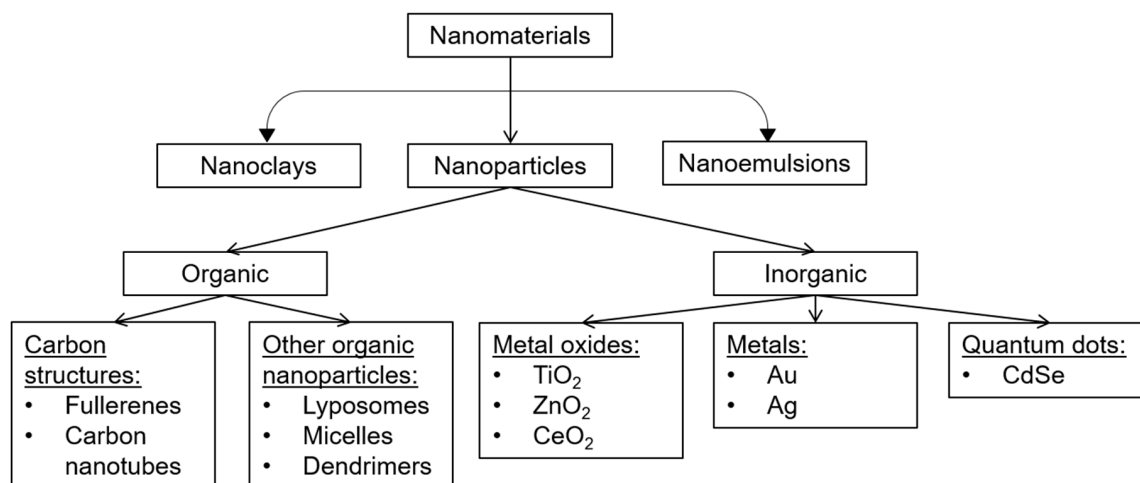 Nanomaterials
Nanoclays
Nanoparticles
Nanoemulsions
Organic
Inorganic
Carbon
structures:
• Fullerenes
• Carbon
nanotubes
Other organic
nanoparticles:
• Lyposomes
• Micelles
• Dendrimers
Metal oxides:
• TiO₂
• ZnO₂
• CeO₂
Metals:
• Au
• Ag
Quantum dots:
• CdSe